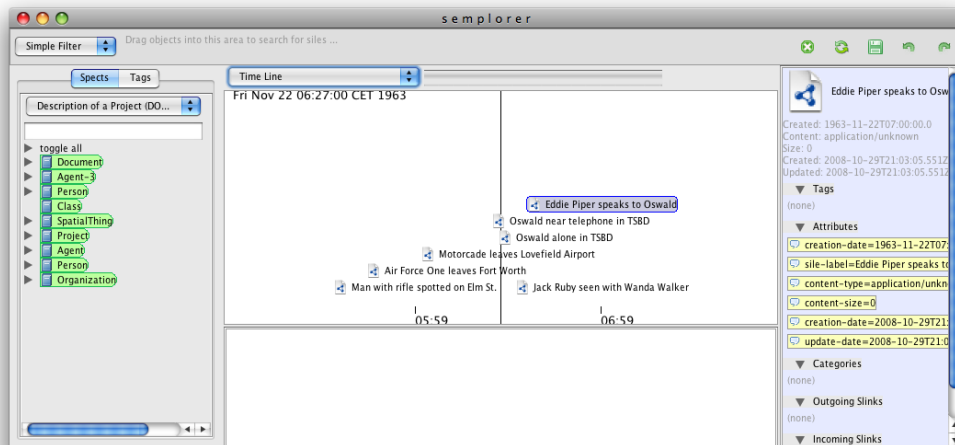 semplorer
Simple Filter
Drag objects into this area to search for siles ...
Spects Tags
Description of a Project (DO...
toggle all
Document
Agent-3
Person
Class
SpatialThing
Project
Agent
Person
Organization
Time Line
Fri Nov 22 06:27:00 CET 1963
Eddie Piper speaks to Oswald
Oswald near telephone in TSBD
Oswald alone in TSBD
Motorcade leaves Lovefield Airport
Air Force One leaves Fort Worth
Man with rifle spotted on Elm St.
Jack Ruby seen with Wanda Walker
05:59 06:59
Eddie Piper speaks to Osw
Created: 1963-11-22T07:00:00.0
Content: application/unknown
Size: 0
Created: 2008-10-29T21:03:05.551Z
Updated: 2008-10-29T21:03:05.551Z
Tags
(none)
Attributes
creation-date=1963-11-22T07:
sile-label=Eddie Piper speaks to
content-type=application/unkn
content-size=0
creation-date=2008-10-29T21:
update-date=2008-10-29T21:0
Categories
(none)
Outgoing Slinks
(none)
Incoming Slinks